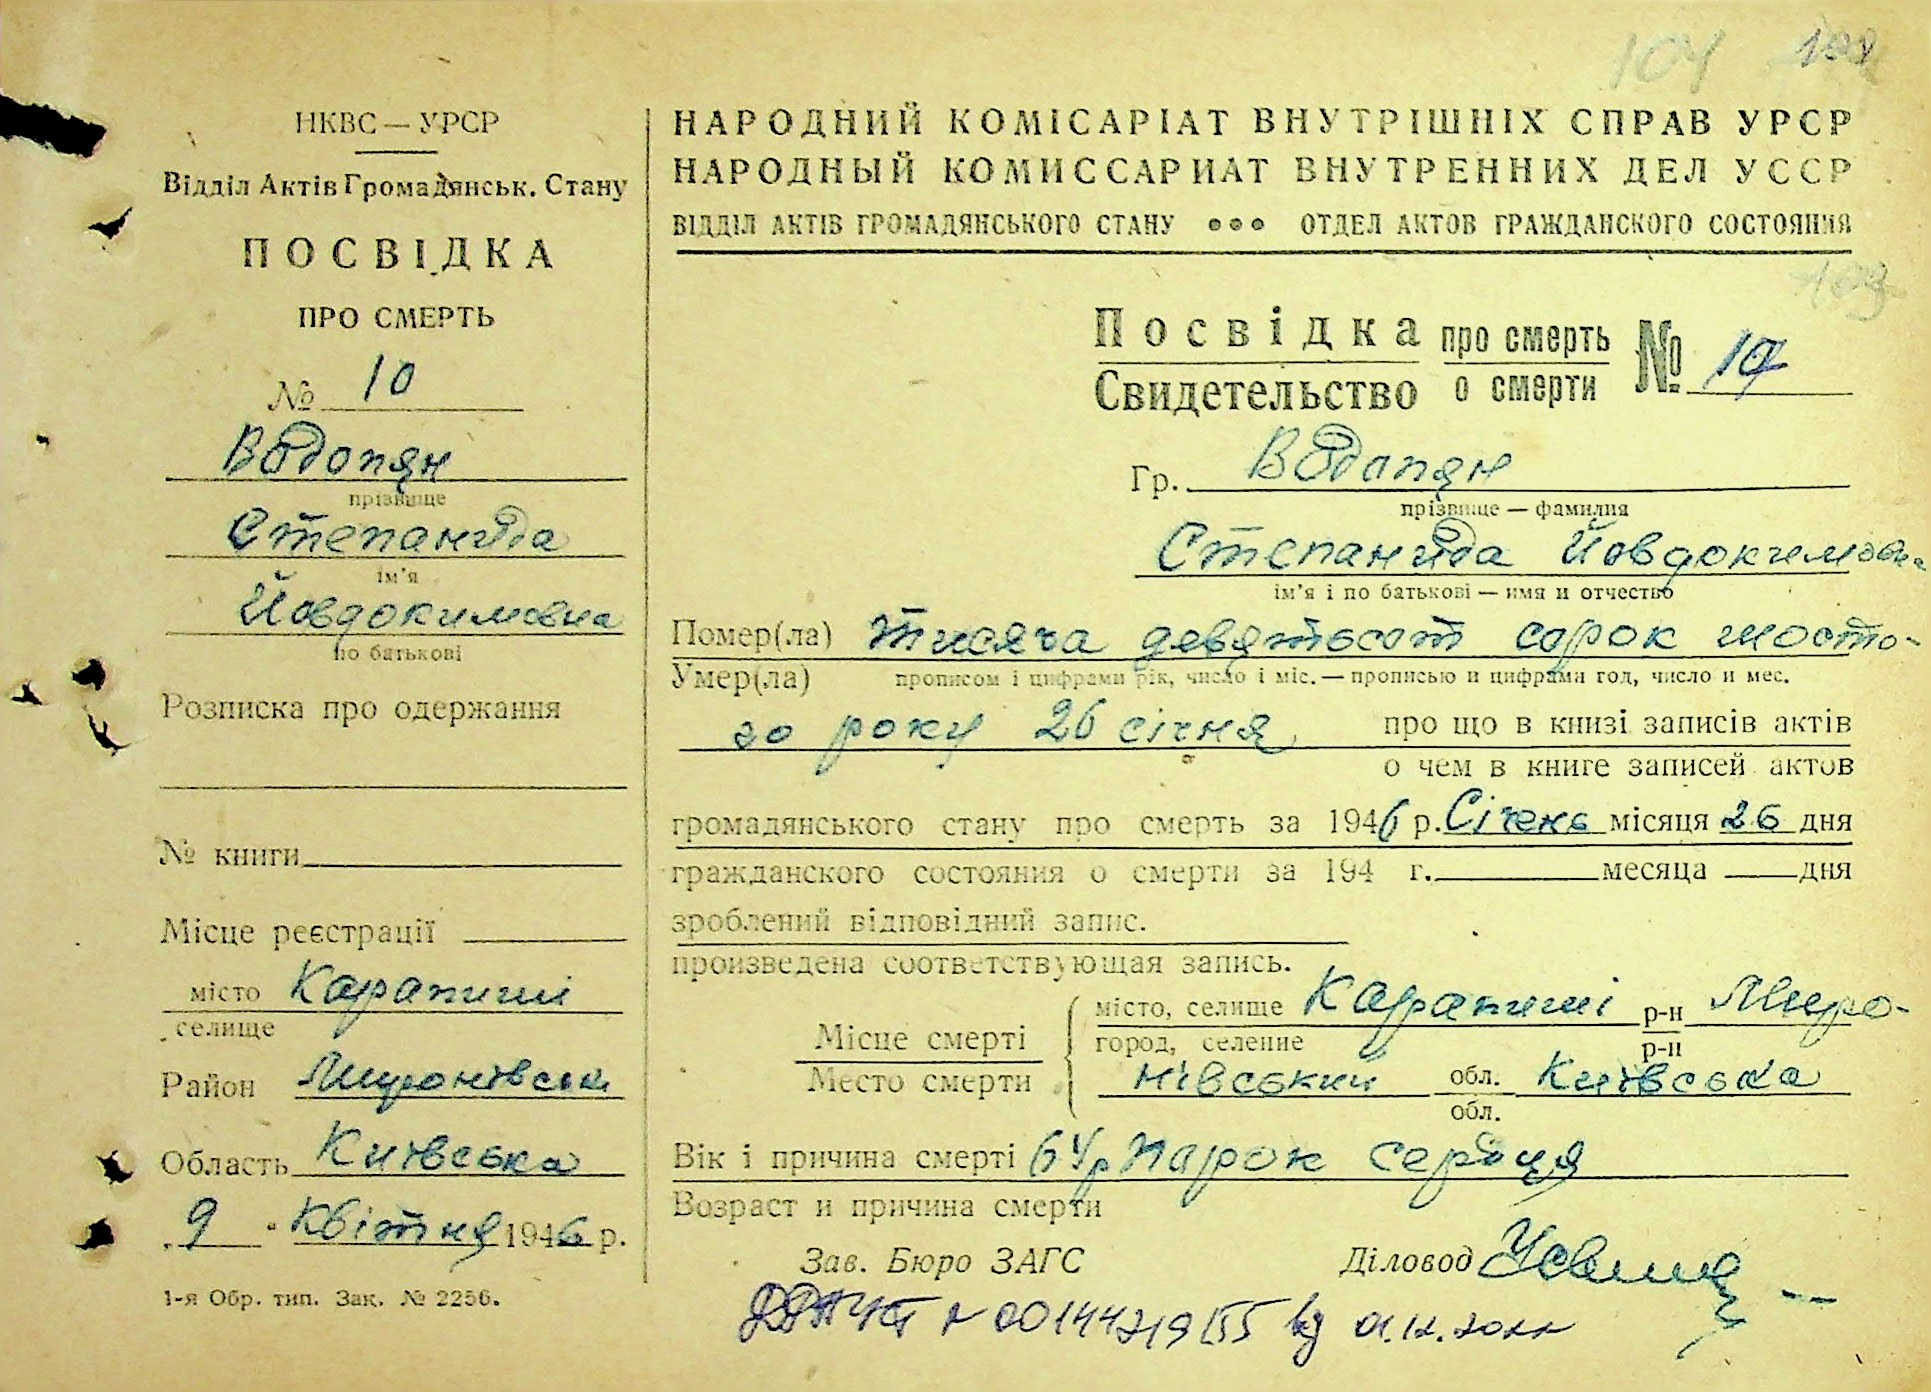 104
НКВС — УРСР
Відділ Актів Громадянськ. Стану
ПОСВІДКА
ПРО СМЕРТЬ
№ 10
Водопян
прізвище
Степанида
ім'я
Йовдокимовна
по батькові
Розписка про одержання
№ книги
Місце реєстрації
місто Карапиші
селище
Район Миронівськи
Область Київська
9 " Квітня 1946 р.
1-я Обр. тип. Зак. № 2256.
НАРОДНИЙ КОМІСАРІАТ ВНУТРІШНІХ СПРАВ УРСР
НАРОДНЫЙ КОМИССАРИАТ ВНУТРЕННИХ ДЕЛ УССР
ВІДДІЛ АКТІВ ГРОМАДЯНСЬКОГО СТАНУ ••• ОТДЕЛ АКТОВ ГРАЖДАНСКОГО СОСТОЯНИЯ
Посвідка про смерть № 10
Свидетельство о смерти
Гр. Водопян
прізвище — фамилия
Степанида Йовдокимовна
ім'я і по батькові — имя и отчество
Помер(ла) тисяча девятьсот сорок шосто-
Умер(ла) прописом і цифрами рік, число і міс. — прописью и цифрами год, число и мес.
го року 26 січня про що в книзі записів актів
о чем в книге записей актов
громадянського стану про смерть за 1946 р. Січень місяця 26 дня
гражданского состояния о смерти за 194 г. месяца дня
зроблений відповідний запис.
произведена соответствующая запись.
Місце смерті місто, селище Карапиші р-н Миро-
Место смерти город, селение р-н
нівський обл. Київська
обл.
Вік і причина смерті 64 р Парок сердця
Возраст и причина смерти
Зав. Бюро ЗАГС Діловод